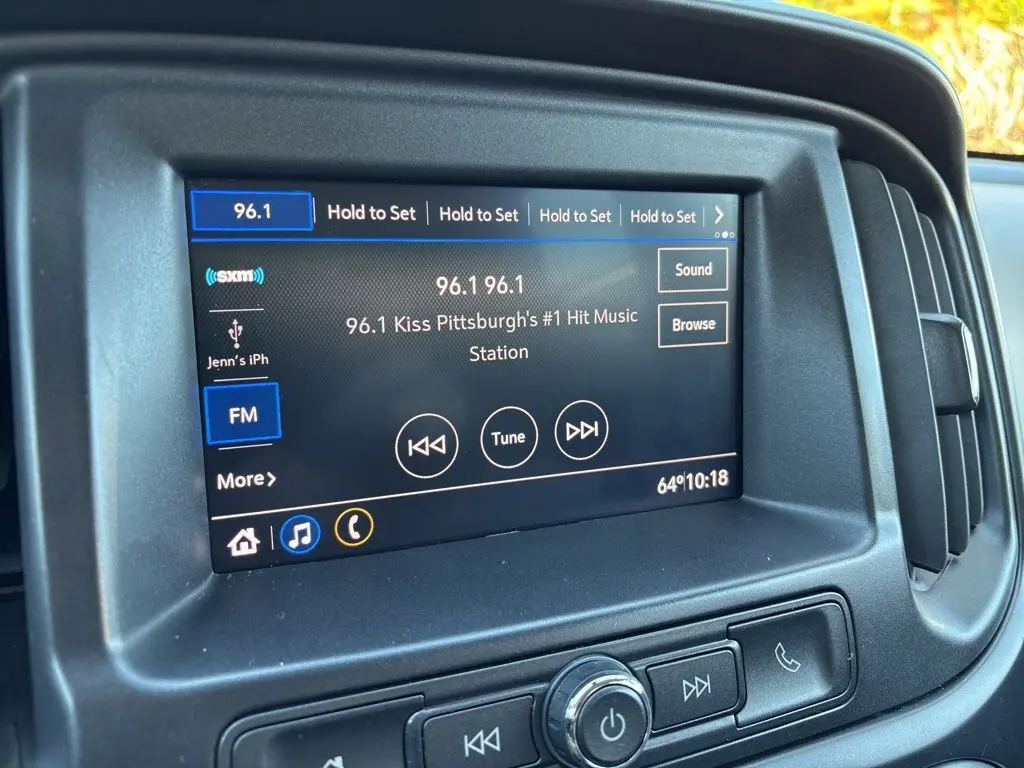 96.1
Hold to Set
Hold to Set
Hold to Set
Hold to Set
((sxm))
96.1 96.1
Sound
96.1 Kiss Pittsburgh's #1 Hit Music
Station
Browse
Jenn's iPh
FM
Tune
More>
64º 10:18